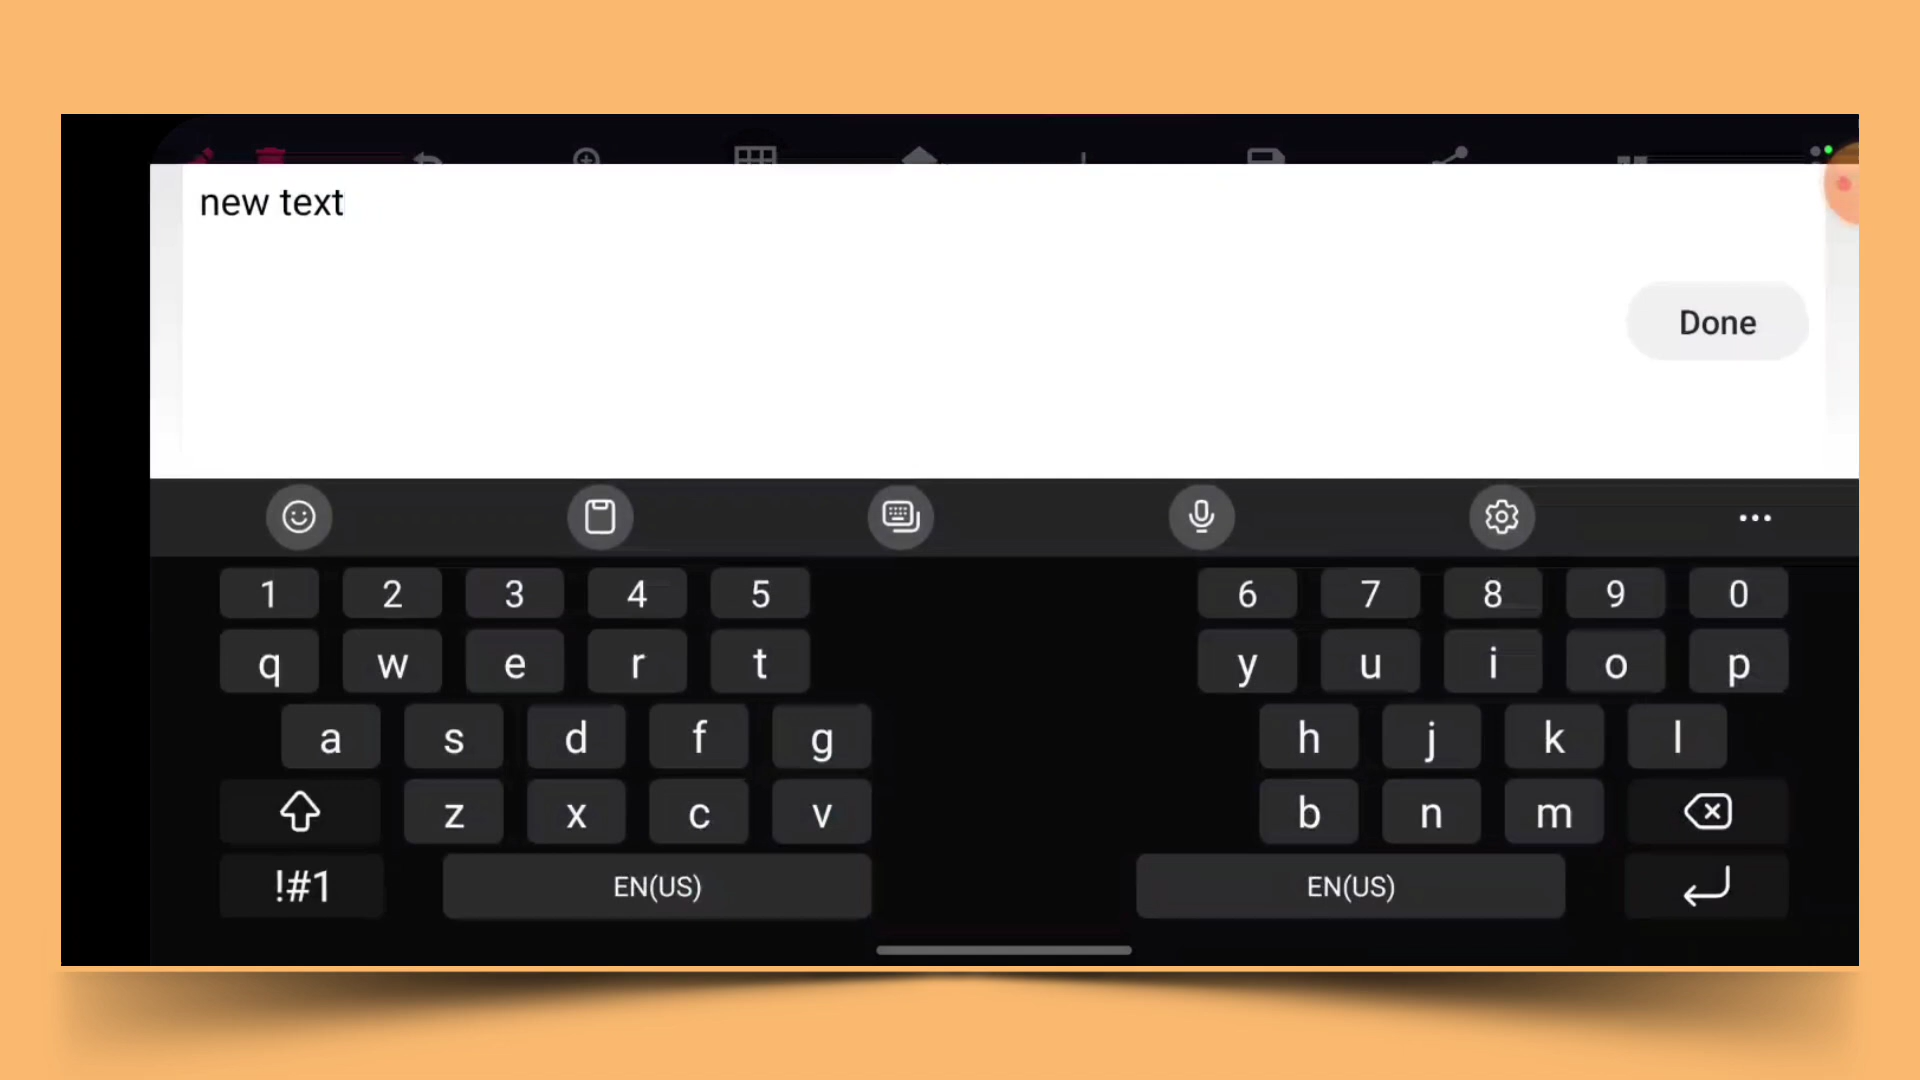 new text
Done
1 2 3 4 5 6 7 8 9 0
q w e r t y u i o p
a s d f g h j k l
z x c v b n m
!#1 EN(US) EN(US)